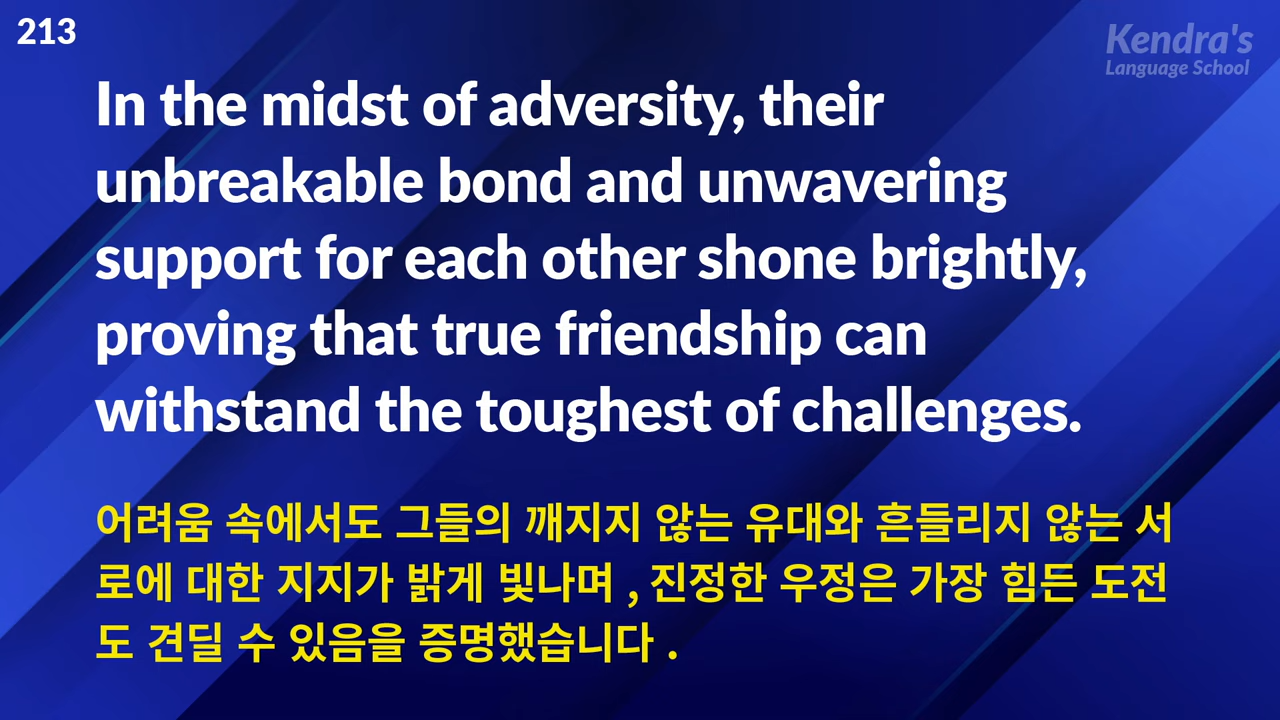 213
Kendra's
Language School
In the midst of adversity, their
unbreakable bond and unwavering
support for each other shone brightly,
proving that true friendship can
withstand the toughest of challenges.
어려움 속에서도 그들의 깨지지 않는 유대와 흔들리지 않는 서
로에 대한 지지가 밝게 빛나며 , 진정한 우정은 가장 힘든 도전
도 견딜 수 있음을 증명했습니다 .